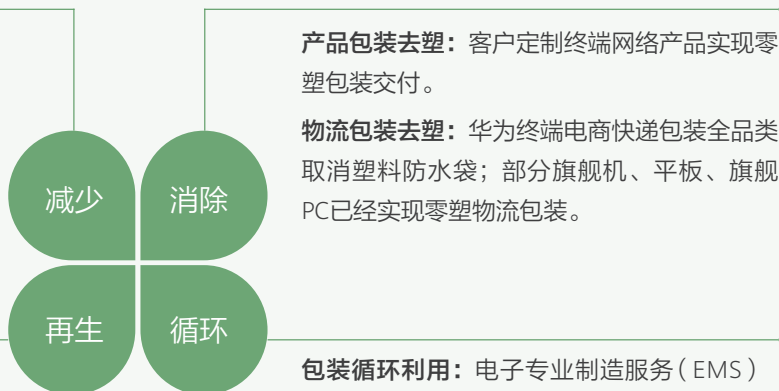 产品包装去塑：客户定制终端网络产品实现零
塑包装交付。
物流包装去塑：华为终端电商快递包装全品类
取消塑料防水袋；部分旗舰机、平板、旗舰
PC已经实现零塑物流包装。
减少
消除
再生
循环
包装循环利用：电子专业制造服务（EMS）